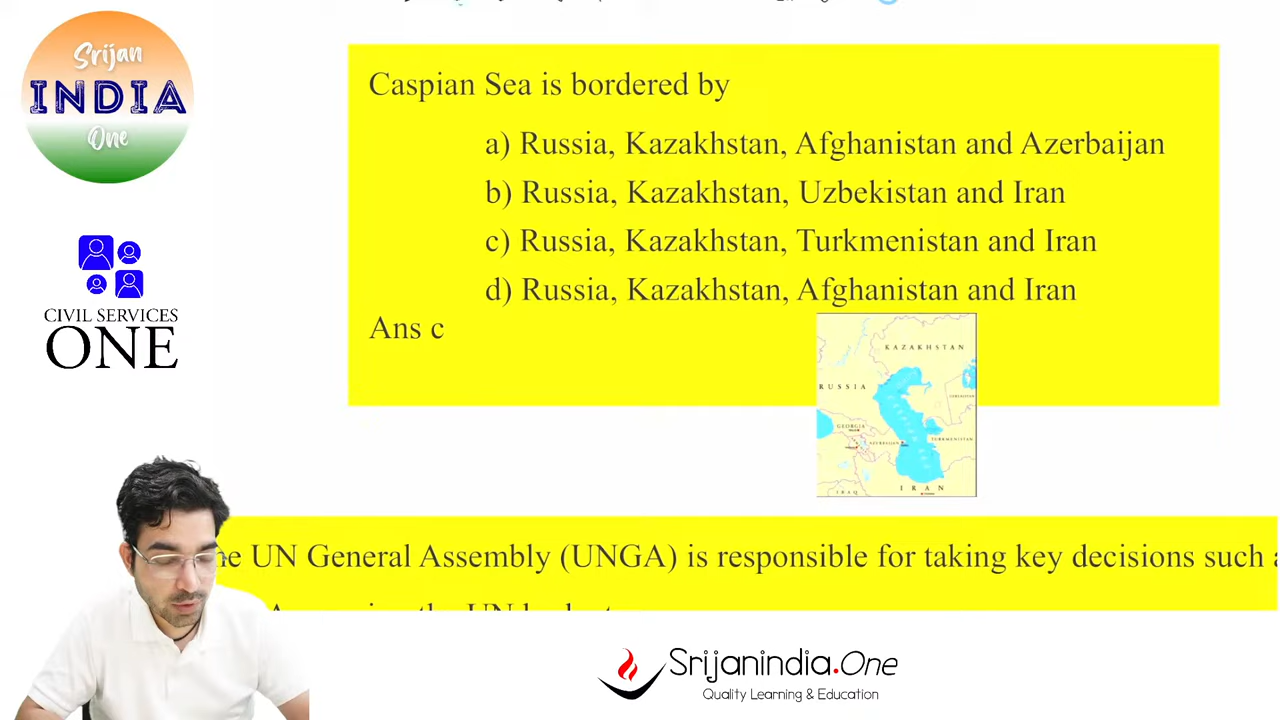 Srijan
INDIA
One
CIVIL SERVICES
ONE
Caspian Sea is bordered by
a) Russia, Kazakhstan, Afghanistan and Azerbaijan
b) Russia, Kazakhstan, Uzbekistan and Iran
c) Russia, Kazakhstan, Turkmenistan and Iran
d) Russia, Kazakhstan, Afghanistan and Iran
Ans c
KAZAKHSTAN
RUSSIA
GEORGIA
AZERBAIJAN
TURKMENISTAN
IRAN
IRAQ
UN General Assembly (UNGA) is responsible for taking key decisions such
Srijanindia.One
Quality Learning & Education